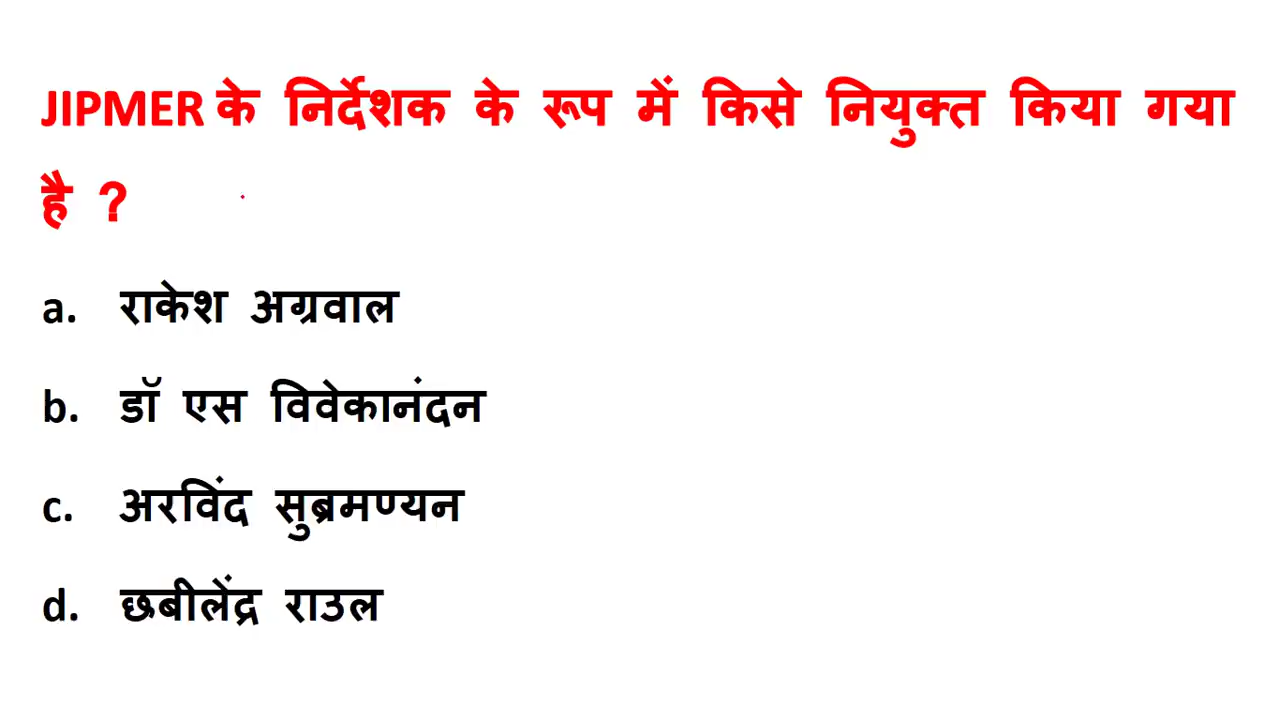 JIPMER के निर्देशक के रूप में किसे नियुक्त किया गया
है ?
a. राकेश अग्रवाल
b. डॉ एस विवेकानंदन
c. अरविंद सुब्रमण्यन
d. छबीलेंद्र राउल